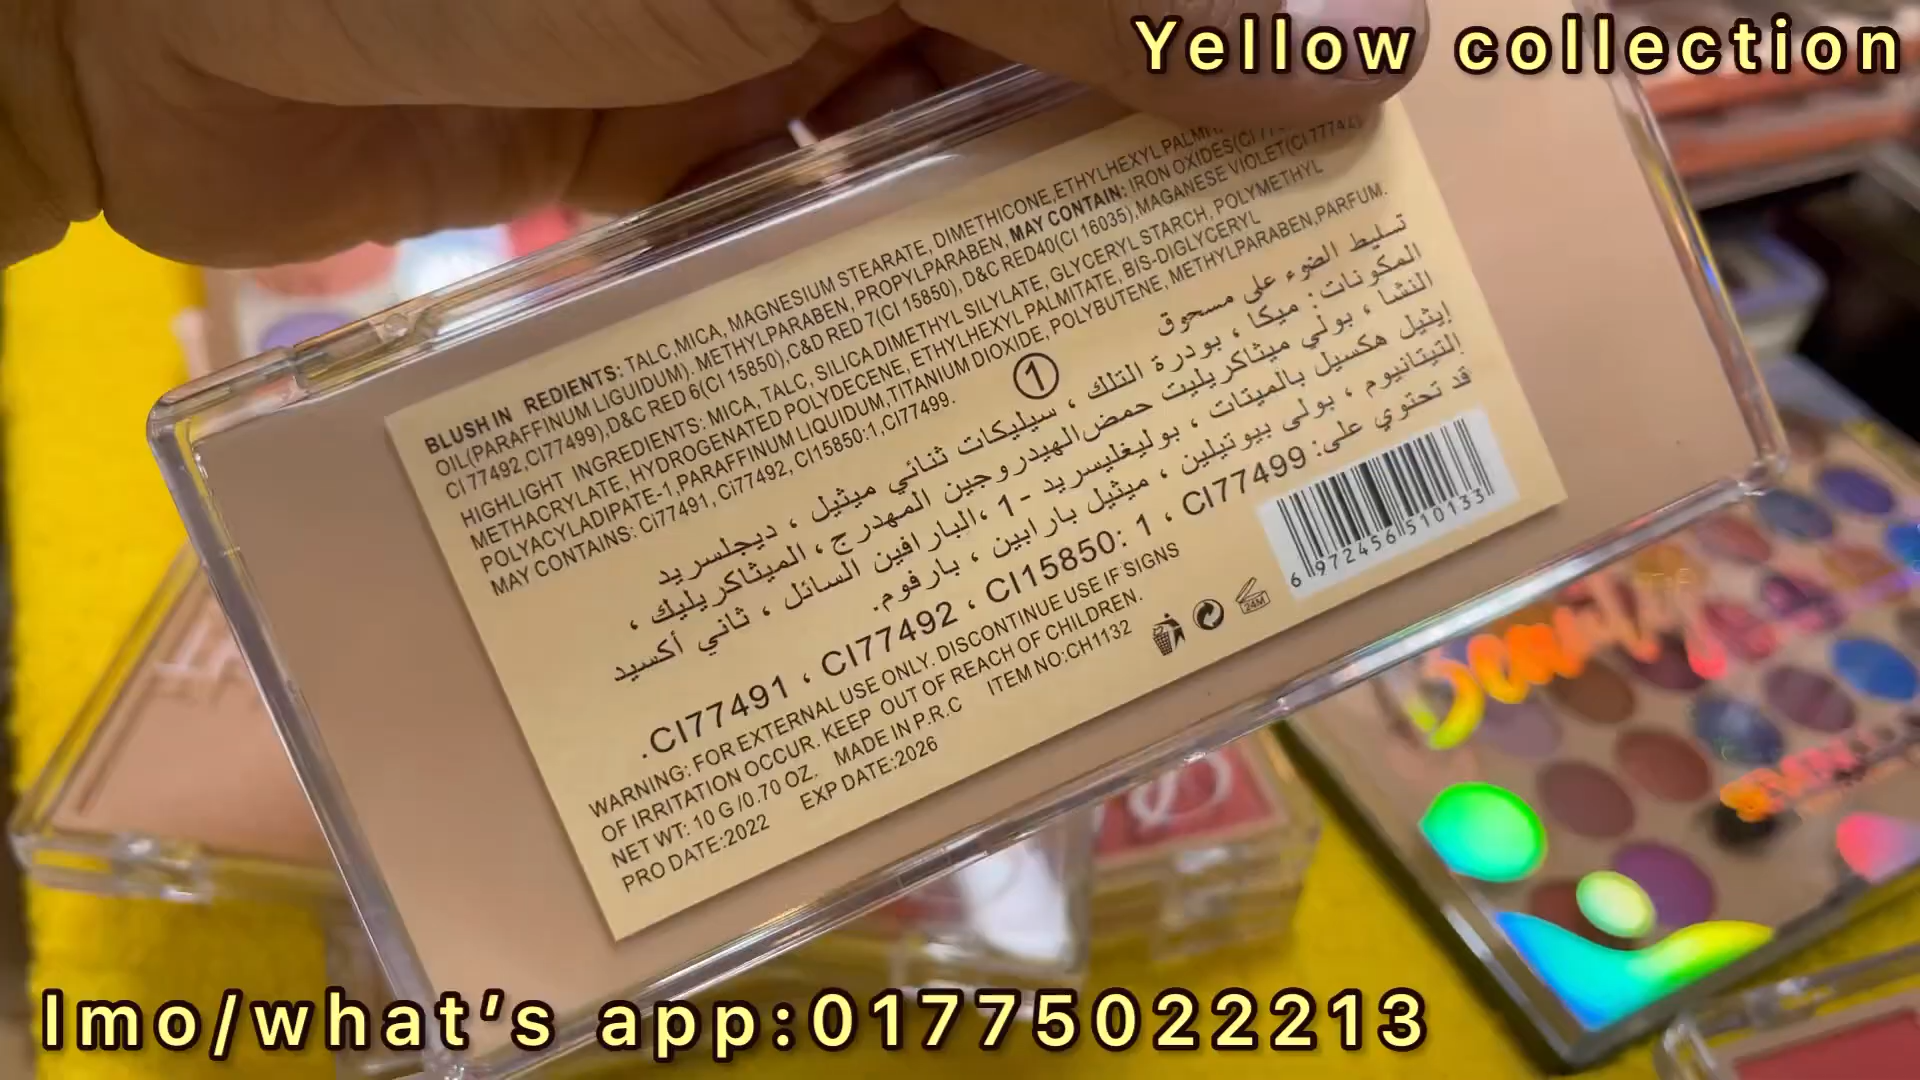 Yellow collection
BLUSH IN REDIENTS: TALC,MICA, MAGNESIUM STEARATE, DIMETHICONE,ETHYLHEXYL
OIL(PARAFFINUM LIGUIDUM). METHYLPARABEN, PROPYLPARABEN, MAY CONTAIN: IRON OXIDES
CI 77492,CI77499),D&C RED 6(CI 15850),C&D RED 7(CI 15850), D&C RED40(CI 16035),MAGANESE VIOLET
HIGHLIGHT INGREDIENTS: MICA, TALC, SILICA DIMETHYL SILYLATE, GLYCERYL STARCH, POLYMETHYL
METHACRYLATE, HYDROGENATED POLYDECENE, ETHYLHEXYL PALMITATE, BIS-DIGLYCERYL
POLYACYLADIPATE-1,PARAFFINUM LIQUIDUM,TITANIUM DIOXIDE, POLYBUTENE, METHYLPARABEN,PARFUM.
MAY CONTAINS: Ci77491, Ci77492, CI15850:1,CI77499.
1
تسليط الضوء على مسحوق
المكونات: ميكا ، بودرة التلك ، سيليكات ثنائي ميثيل ، ديجلسريد
النشا ، بولي ميثاكريليت حمض الهيدروجين المهدرج ، الميثاكريليك ،
إيثيل هكسيل بالميتات ، بوليغليسريد - 1 ،البارافين السائل ، ثاني أكسيد
التيتانيوم ، بولي بيوتيلين ، ميثيل بارابين ، بارفوم.
قد تحتوي على: CI77499 ، CI15850: 1 ، CI77492 ، CI77491.
WARNING: FOR EXTERNAL USE ONLY. DISCONTINUE USE IF SIGNS
OF IRRITATION OCCUR. KEEP OUT OF REACH OF CHILDREN.
NET WT: 10 G /0.70 OZ. MADE IN P.R.C ITEM NO:CH1132
PRO DATE:2022 EXP DATE:2026
24M
6 972456 510133
Imo/what's app:01775022213